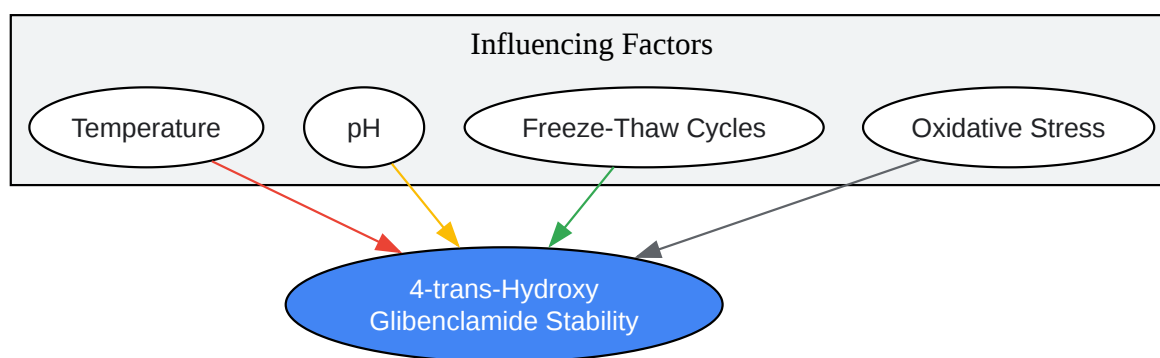 Influencing Factors
Temperature
pH
Freeze-Thaw Cycles
Oxidative Stress
4-trans-Hydroxy
Glibenclamide Stability